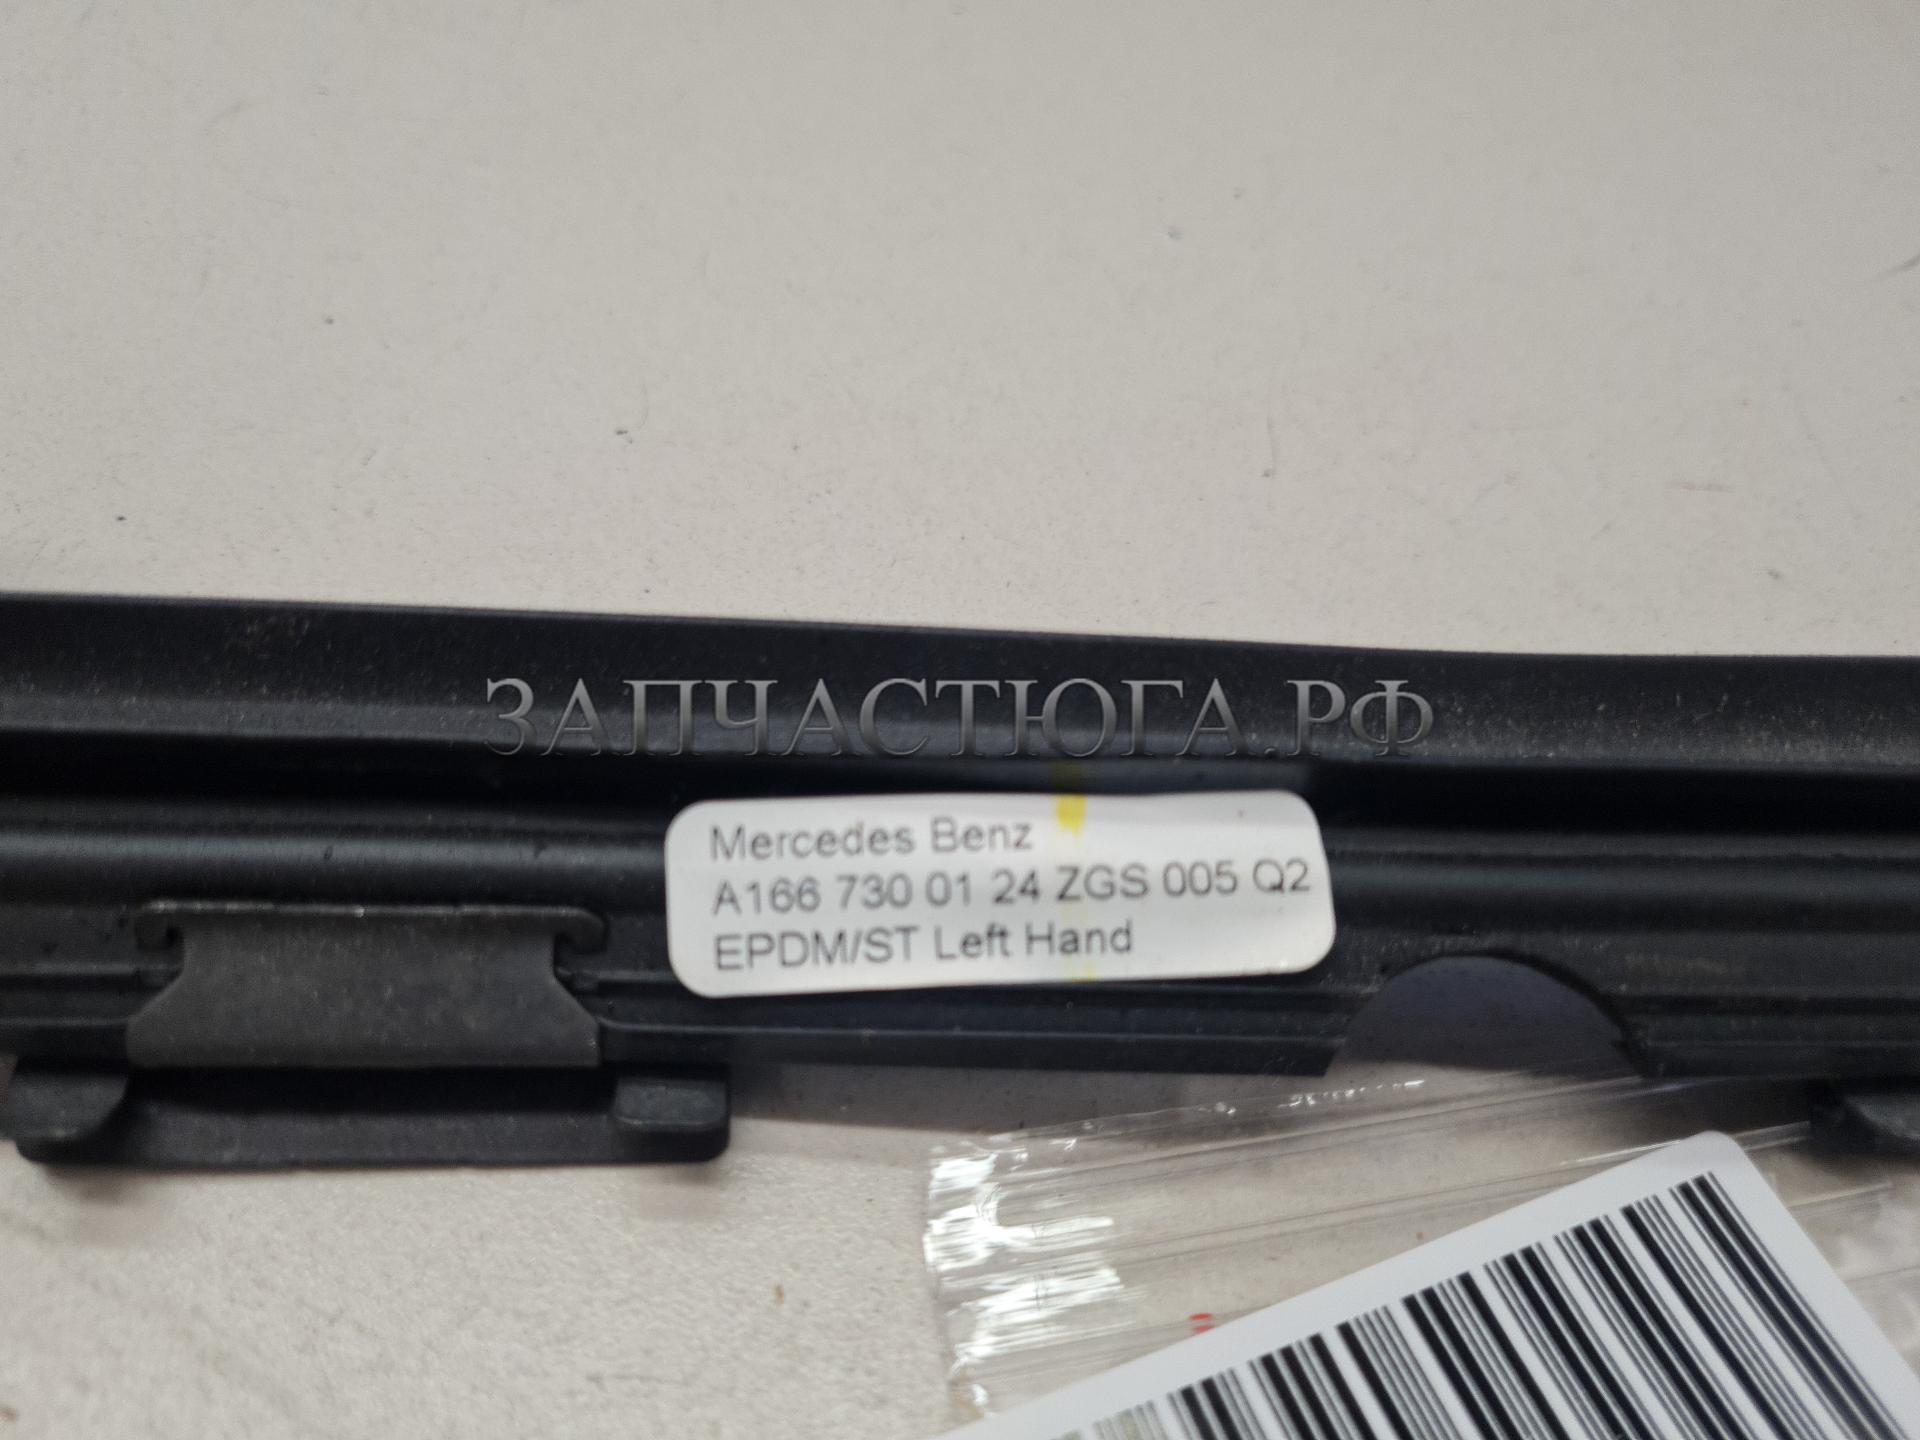 ЗАПЧАСТЮГА.РФ
Mercedes Benz
A166 730 01 24 ZGS 005 Q2
EPDM/ST Left Hand